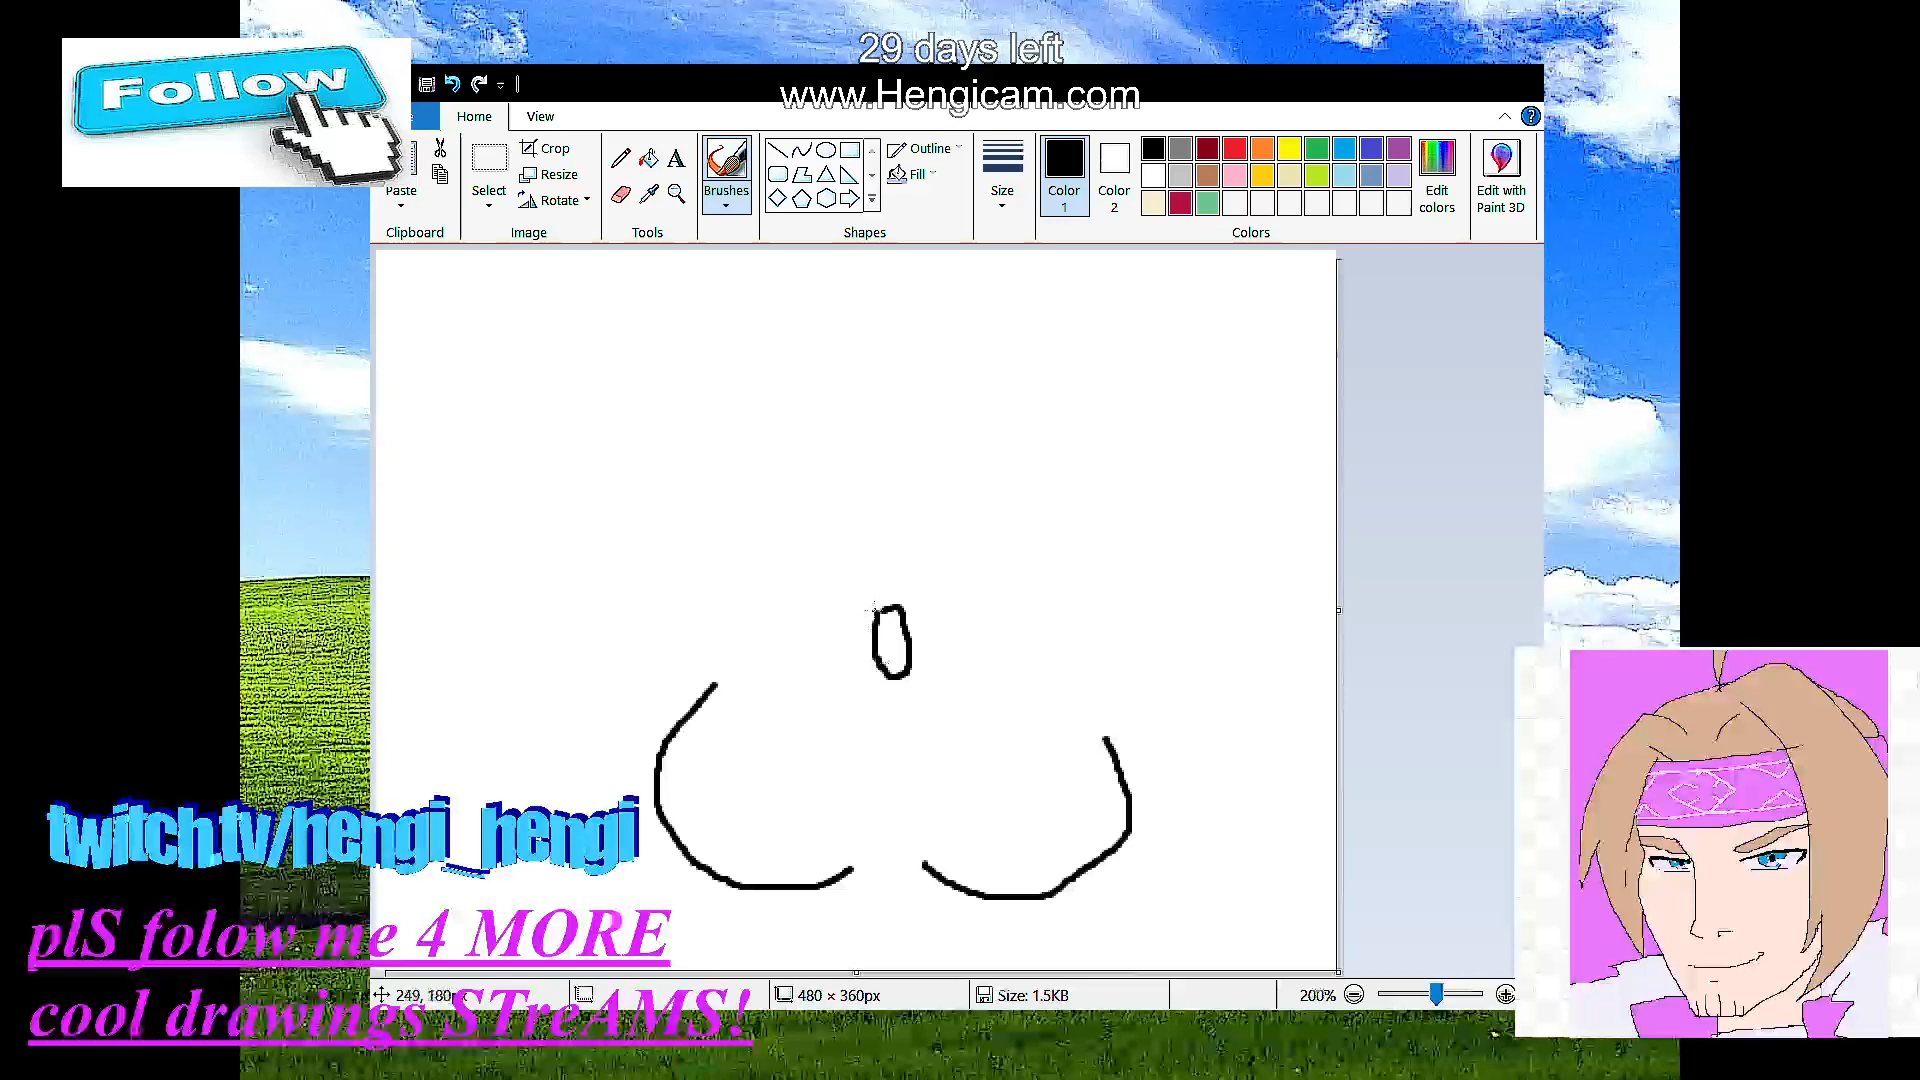 29 days left
Follow
www.Hengicam.com
Home View
Crop
Outline
Resize
Fill
Paste Select Rotate Brushes Size Color 1 Color 2 Edit colors Edit with Paint 3D
Clipboard Image Tools Shapes Colors
twitch.tv/hengi_hengi
plS folow me 4 MORE
249, 180px 480 × 360px Size: 1.5KB 200%
cool drawings STreAMS!